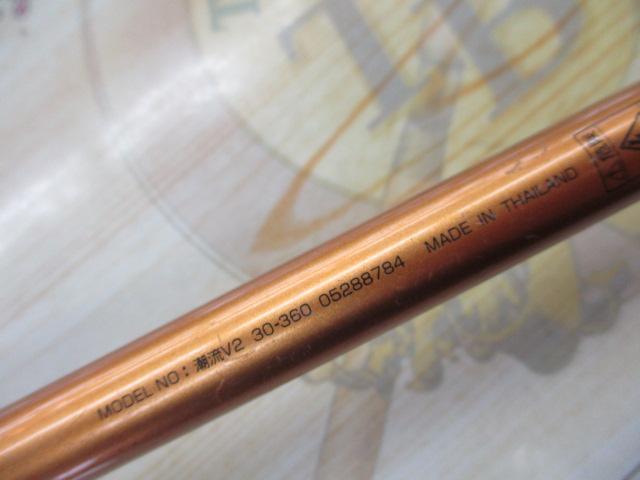 MODEL NO : 潮流V2 30-360 05288784 MADE IN THAILAND